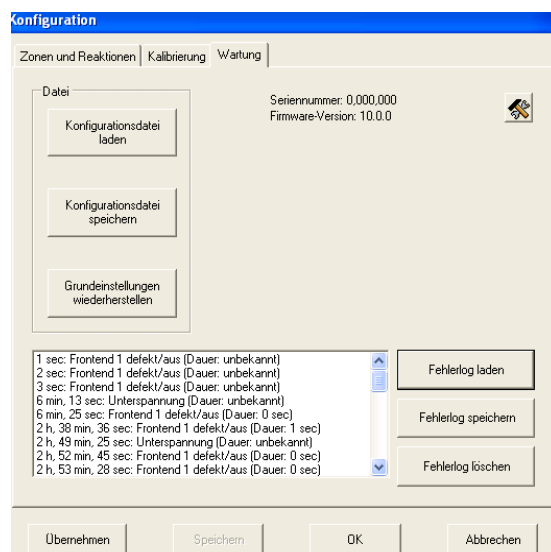 Konfiguration
Zonen und Reaktionen Kalibrierung Wartung
Datei
Seriennummer: 0,000,000
Firmware-Version: 10.0.0
Konfigurationsdatei
laden
Konfigurationsdatei
speichern
Grundeinstellungen
wiederherstellen
1 sec: Frontend 1 defekt/aus (Dauer: unbekannt)
2 sec: Frontend 1 defekt/aus (Dauer: unbekannt)
3 sec: Frontend 1 defekt/aus (Dauer: unbekannt)
6 min, 13 sec: Unterspannung (Dauer: unbekannt)
6 min, 25 sec: Frontend 1 defekt/aus (Dauer: 0 sec)
2 h, 38 min, 36 sec: Frontend 1 defekt/aus (Dauer: 1 sec)
2 h, 49 min, 25 sec: Unterspannung (Dauer: unbekannt)
2 h, 52 min, 45 sec: Frontend 1 defekt/aus (Dauer: 0 sec)
2 h, 53 min, 28 sec: Frontend 1 defekt/aus (Dauer: 0 sec)
Fehlerlog laden
Fehlerlog speichern
Fehlerlog löschen
Übernehmen Speichern OK Abbrechen